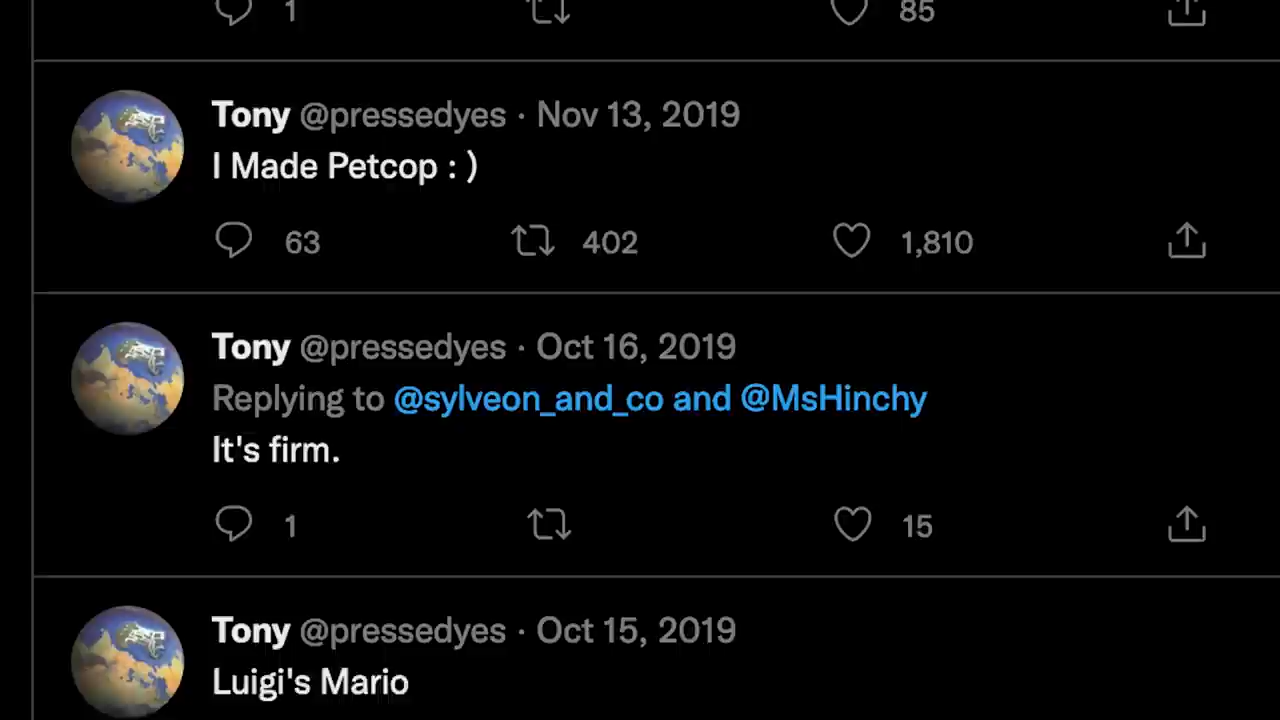 1 85
Tony @pressedyes · Nov 13, 2019
I Made Petcop : )
63 402 1,810
Tony @pressedyes · Oct 16, 2019
Replying to @sylveon_and_co and @MsHinchy
It's firm.
1 15
Tony @pressedyes · Oct 15, 2019
Luigi's Mario